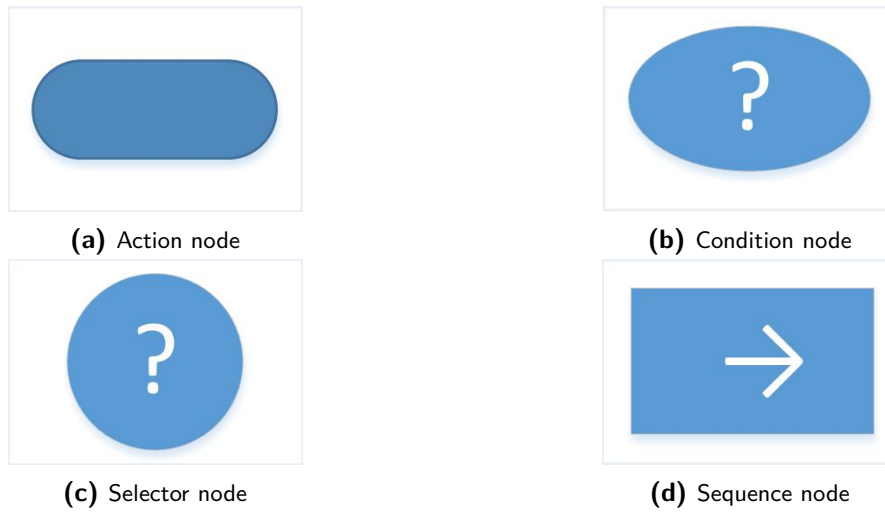 ?
(a) Action node
(b) Condition node
?
→
(c) Selector node
(d) Sequence node